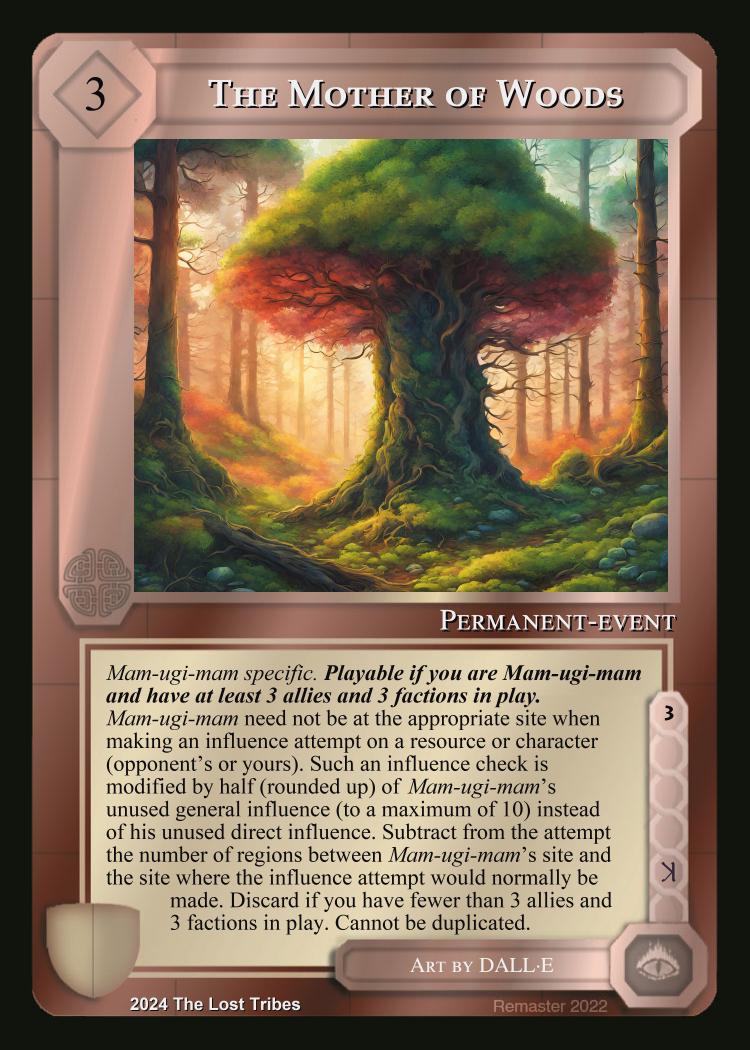 3
The Mother of Woods
Permanent-event
Mam-ugi-mam specific. Playable if you are Mam-ugi-mam
and have at least 3 allies and 3 factions in play.
Mam-ugi-mam need not be at the appropriate site when
making an influence attempt on a resource or character
(opponent's or yours). Such an influence check is
modified by half (rounded up) of Mam-ugi-mam's
unused general influence (to a maximum of 10) instead
of his unused direct influence. Subtract from the attempt
the number of regions between Mam-ugi-mam's site and
the site where the influence attempt would normally be
made. Discard if you have fewer than 3 allies and
3 factions in play. Cannot be duplicated.
3
Art by DALL·E
2024 The Lost Tribes
Remaster 2022